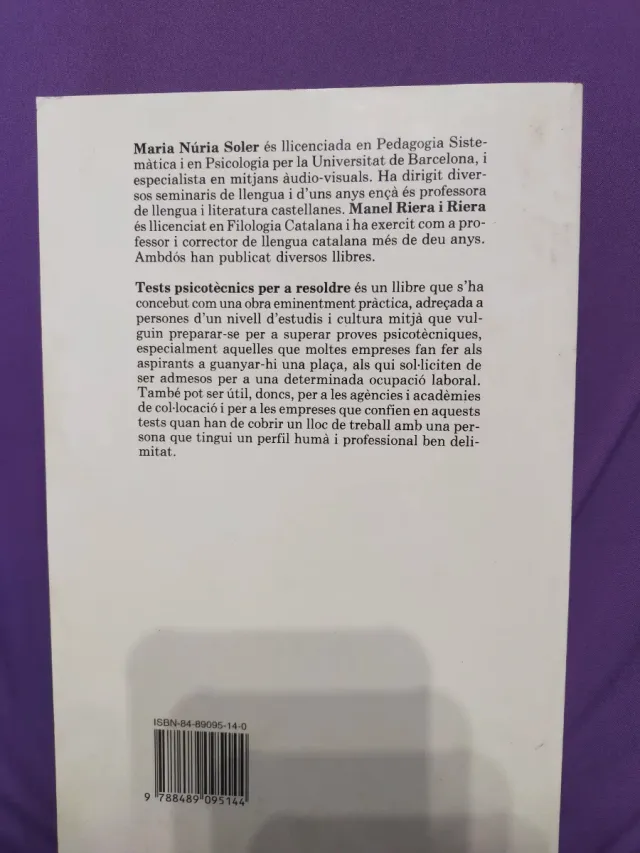 Maria Núria Soler és llicenciada en Pedagogia Siste-
màtica i en Psicologia per la Universitat de Barcelona, i
especialista en mitjans àudio-visuals. Ha dirigit diver-
sos seminaris de llengua i d'uns anys ençà és professora
de llengua i literatura castellanes. Manel Riera i Riera
és llicenciat en Filologia Catalana i ha exercit com a pro-
fessor i corrector de llengua catalana més de deu anys.
Ambdós han publicat diversos llibres.
Tests psicotècnics per a resoldre és un llibre que s'ha
concebut com una obra eminentment pràctica, adreçada a
persones d'un nivell d'estudis i cultura mitjà que vul-
guin preparar-se per a superar proves psicotècniques,
especialment aquelles que moltes empreses fan fer als
aspirants a guanyar-hi una plaça, als qui sol·liciten de
ser admesos per a una determinada ocupació laboral.
També pot ser útil, doncs, per a les agències i acadèmies
de col·locació i per a les empreses que confien en aquests
tests quan han de cobrir un lloc de treball amb una per-
sona que tingui un perfil humà i professional ben deli-
mitat.
ISBN-84-89095-14-0
9 788489 095144